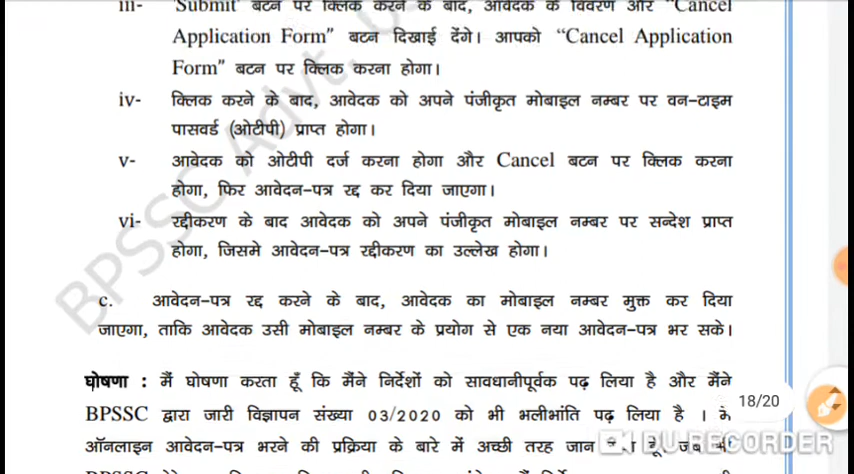 iii- 'Submit' बटन पर क्लिक करने के बाद, आवेदक के विवरण और "Cancel
Application Form" बटन दिखाई देंगे। आपको "Cancel Application
Form" बटन पर क्लिक करना होगा।
iv- क्लिक करने के बाद, आवेदक को अपने पंजीकृत मोबाइल नम्बर पर वन-टाइम
पासवर्ड (ओटीपी) प्राप्त होगा।
v- आवेदक को ओटीपी दर्ज करना होगा और Cancel बटन पर क्लिक करना
होगा, फिर आवेदन-पत्र रद्द कर दिया जाएगा।
vi- रद्दीकरण के बाद आवेदक को अपने पंजीकृत मोबाइल नम्बर पर सन्देश प्राप्त
होगा, जिसमे आवेदन-पत्र रद्दीकरण का उल्लेख होगा।
BPSSC Advt.
c. आवेदन-पत्र रद्द करने के बाद, आवेदक का मोबाइल नम्बर मुक्त कर दिया
जाएगा, ताकि आवेदक उसी मोबाइल नम्बर के प्रयोग से एक नया आवेदन-पत्र भर सके।
घोषणा : मैं घोषणा करता हूँ कि मैंने निर्देशों को सावधानीपूर्वक पढ़ लिया है और मैंने
18/20
BPSSC द्वारा जारी विज्ञापन संख्या 03/2020 को भी भलीभांति पढ़ लिया है ।
ऑनलाइन आवेदन-पत्र भरने की प्रक्रिया के बारे में अच्छी तरह जान
DU RECORDER
BPSSC